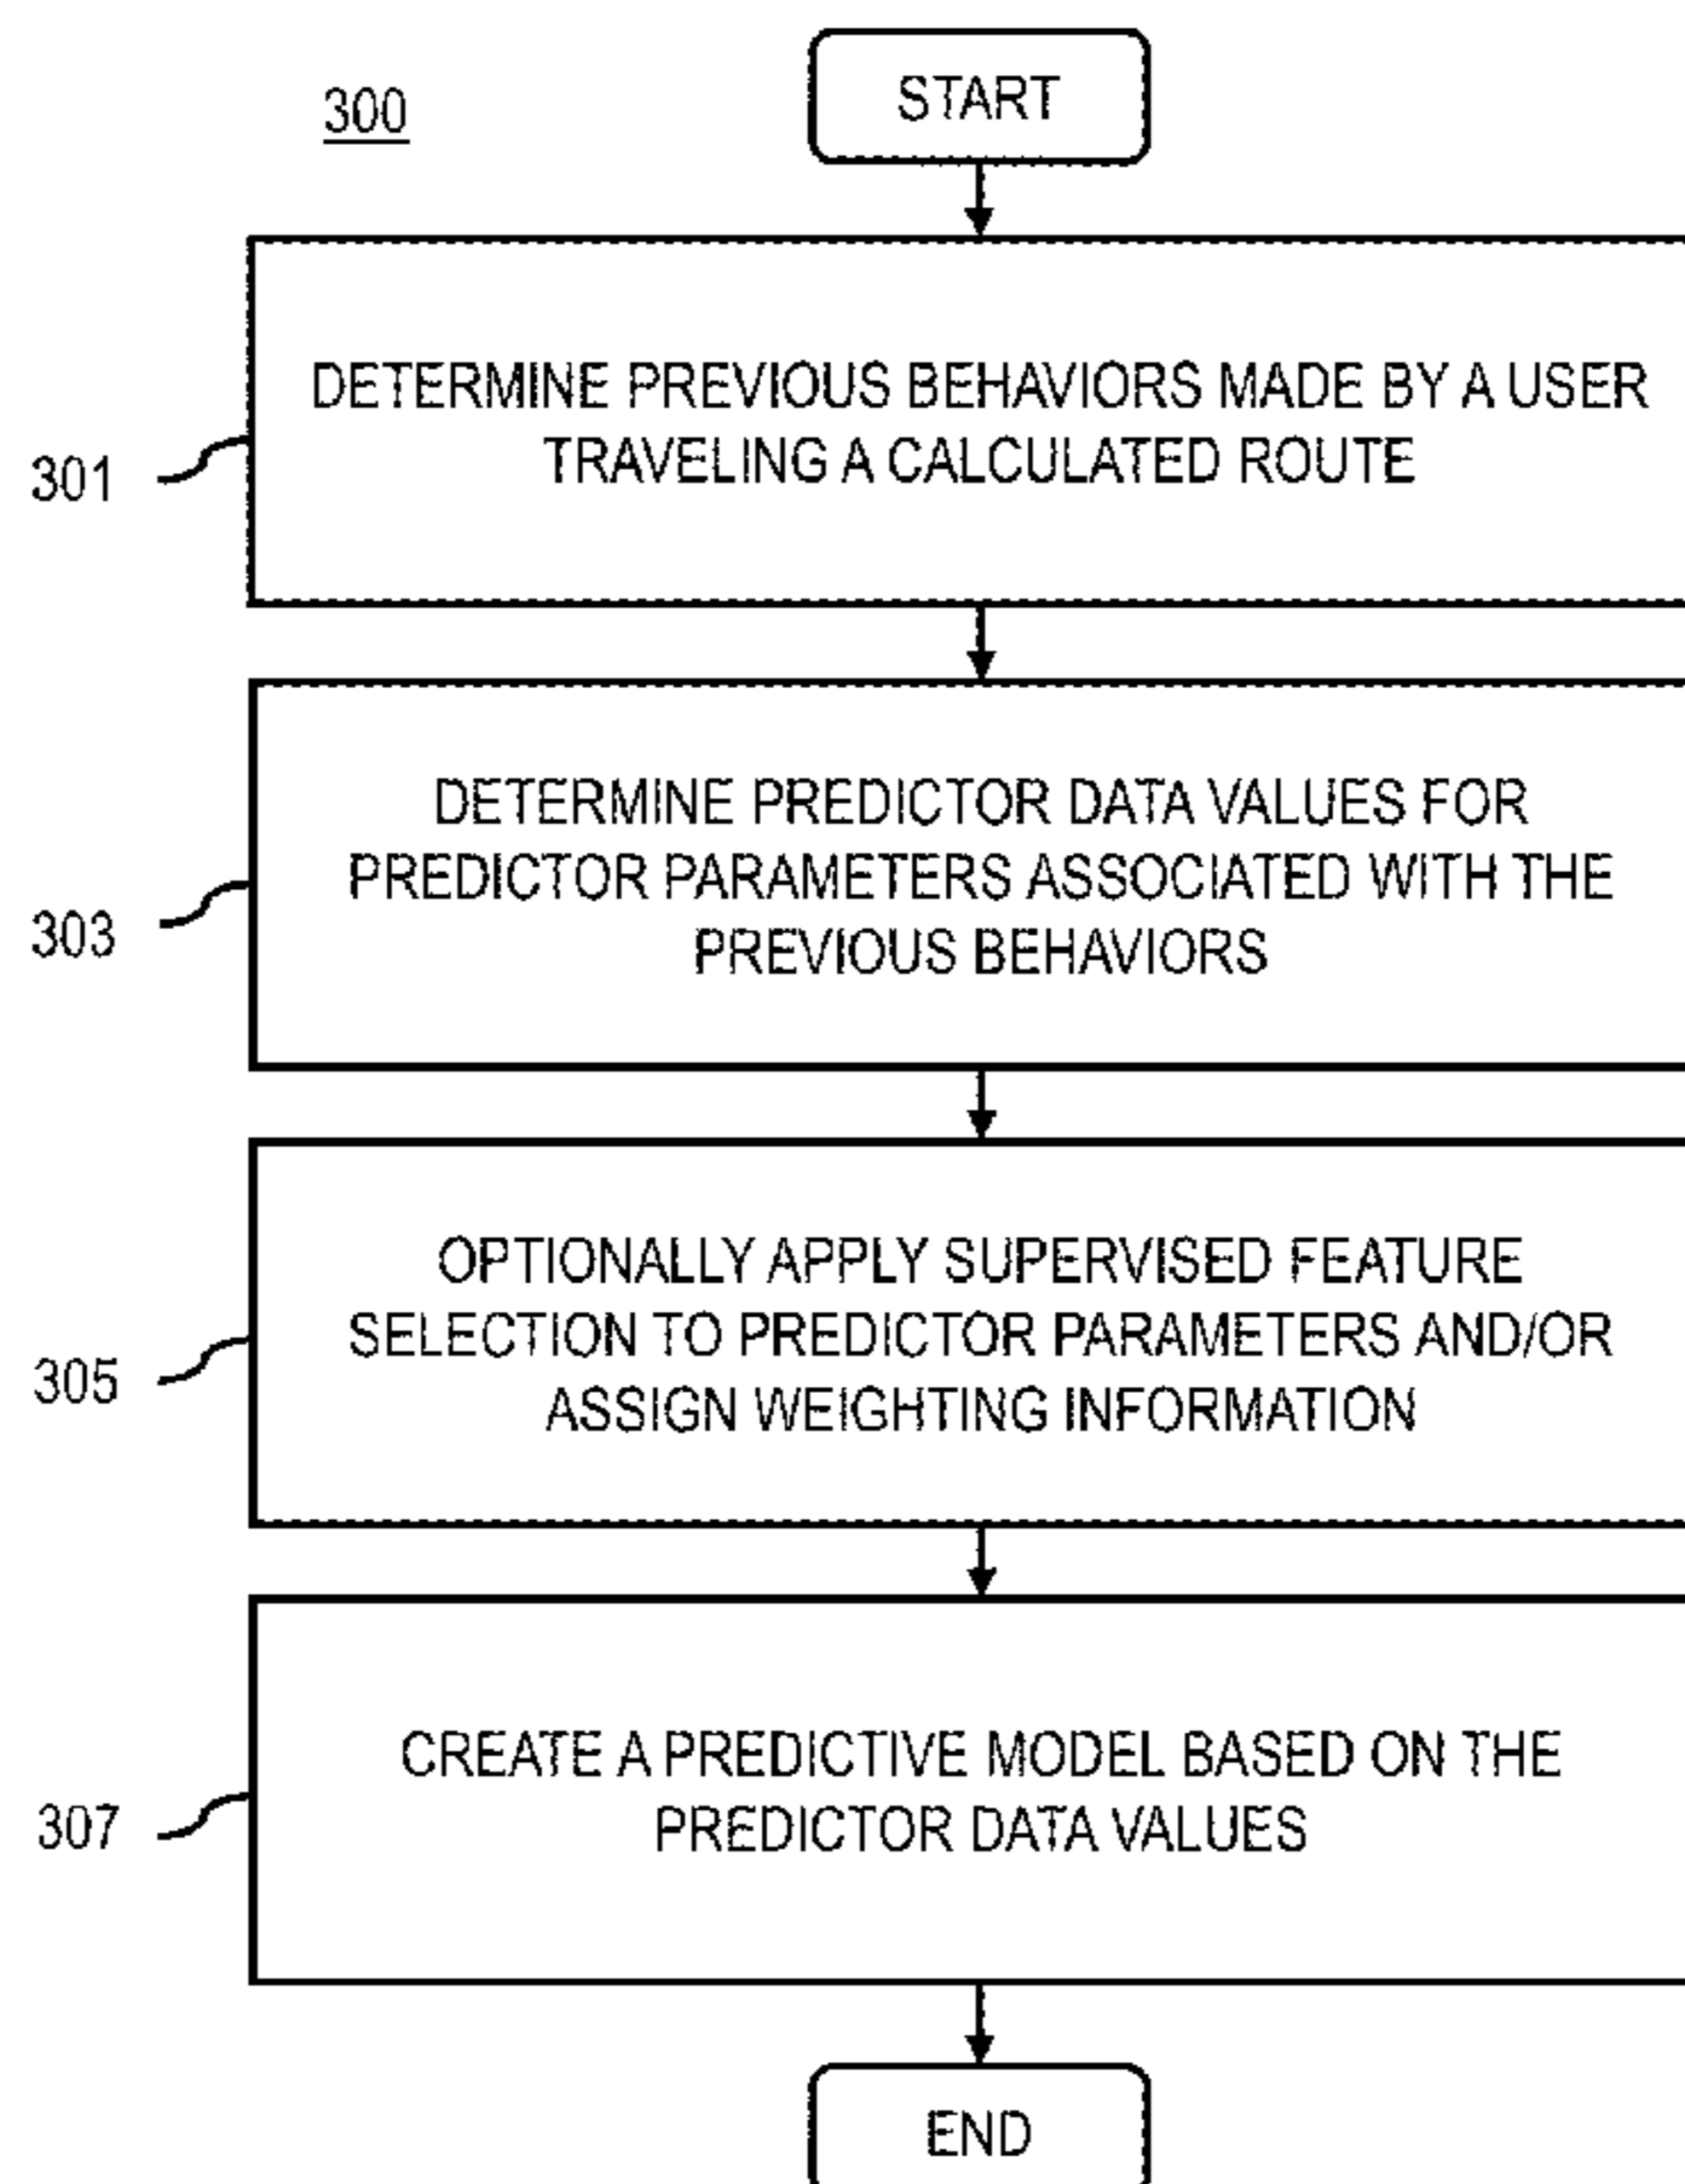 300
START
DETERMINE PREVIOUS BEHAVIORS MADE BY A USER
TRAVELING A CALCULATED ROUTE
301
DETERMINE PREDICTOR DATA VALUES FOR
PREDICTOR PARAMETERS ASSOCIATED WITH THE
PREVIOUS BEHAVIORS
303
OPTIONALLY APPLY SUPERVISED FEATURE
SELECTION TO PREDICTOR PARAMETERS AND/OR
ASSIGN WEIGHTING INFORMATION
305
CREATE A PREDICTIVE MODEL BASED ON THE
PREDICTOR DATA VALUES
307
END